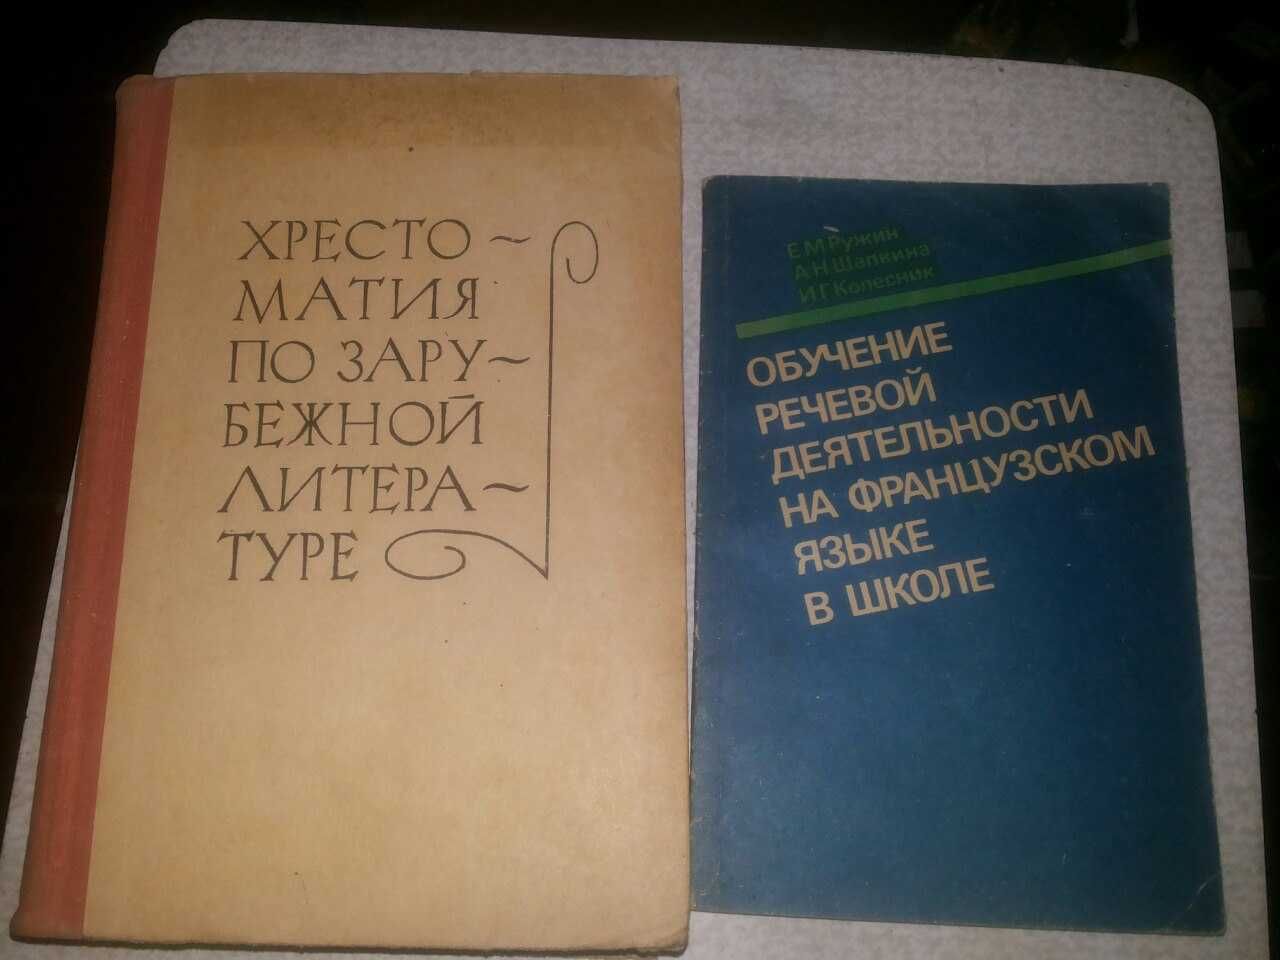 ХРЕСТО~
МАТИЯ
ПО ЗАРУ~
БЕЖНОЙ
ЛИТЕРА~
ТУРЕ
Е.М.Ружин
А.Н.Шапкина
И.Г.Колесник
ОБУЧЕНИЕ
РЕЧЕВОЙ
ДЕЯТЕЛЬНОСТИ
НА ФРАНЦУЗСКОМ
ЯЗЫКЕ
В ШКОЛЕ